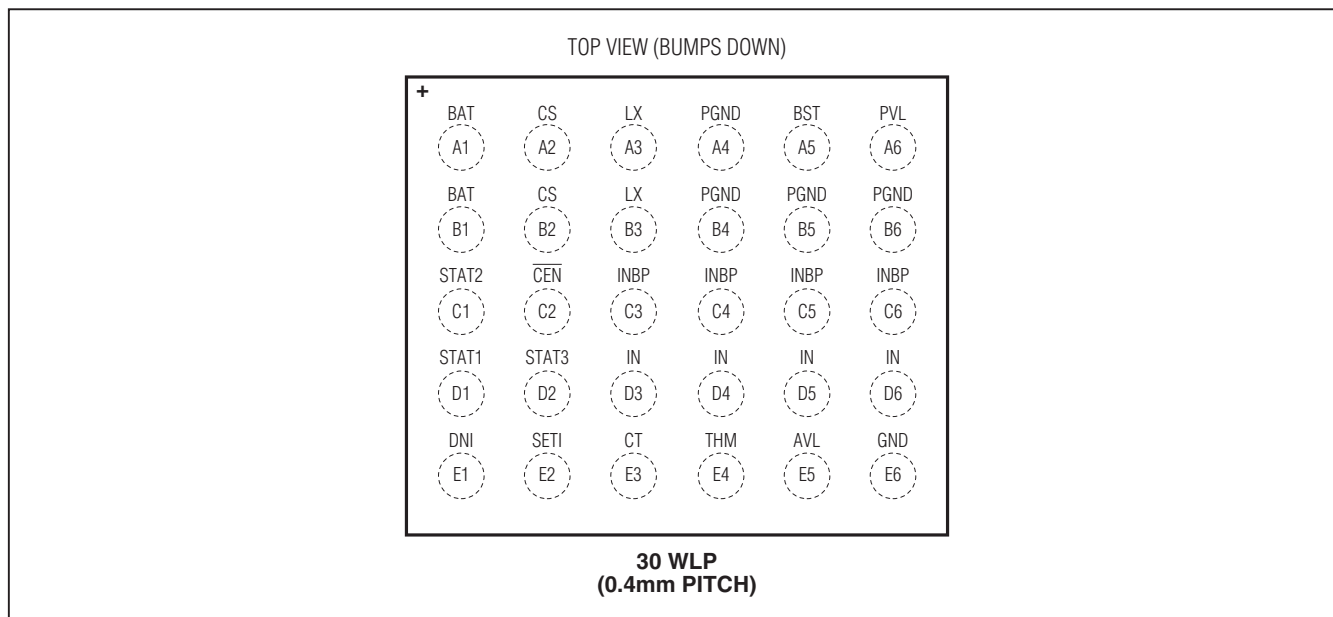 TOP VIEW (BUMPS DOWN)
+
BAT CS LX PGND BST PVL
A1 A2 A3 A4 A5 A6
BAT CS LX PGND PGND PGND
B1 B2 B3 B4 B5 B6
STAT2 C̅E̅N̅ INBP INBP INBP INBP
C1 C2 C3 C4 C5 C6
STAT1 STAT3 IN IN IN IN
D1 D2 D3 D4 D5 D6
DNI SETI CT THM AVL GND
E1 E2 E3 E4 E5 E6
30 WLP
(0.4mm PITCH)